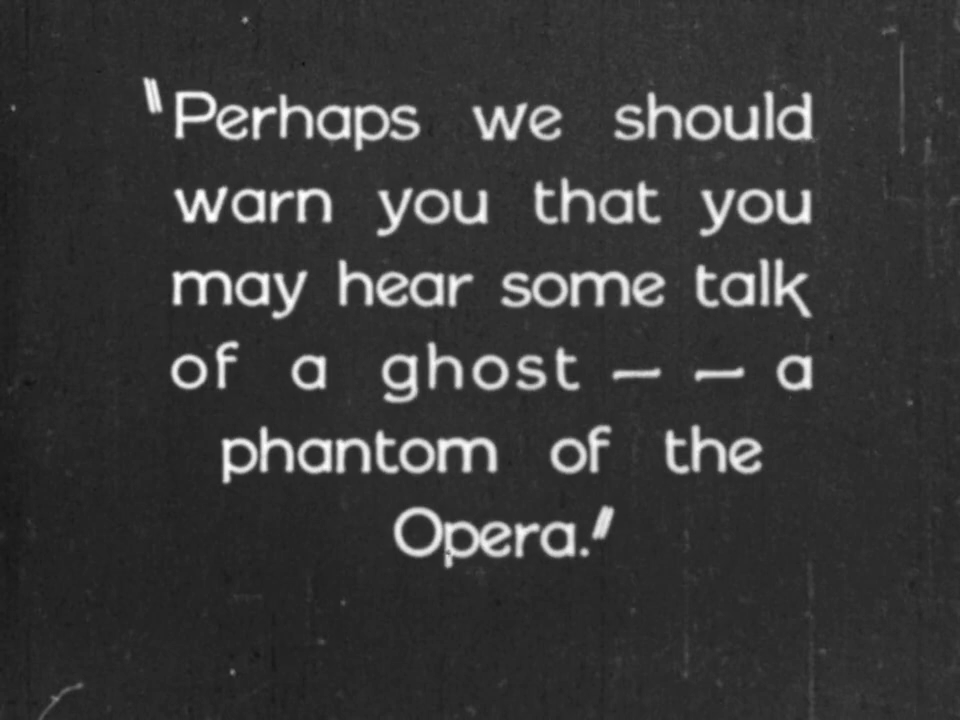 "Perhaps we should
warn you that you
may hear some talk
of a ghost — — a
phantom of the
Opera."